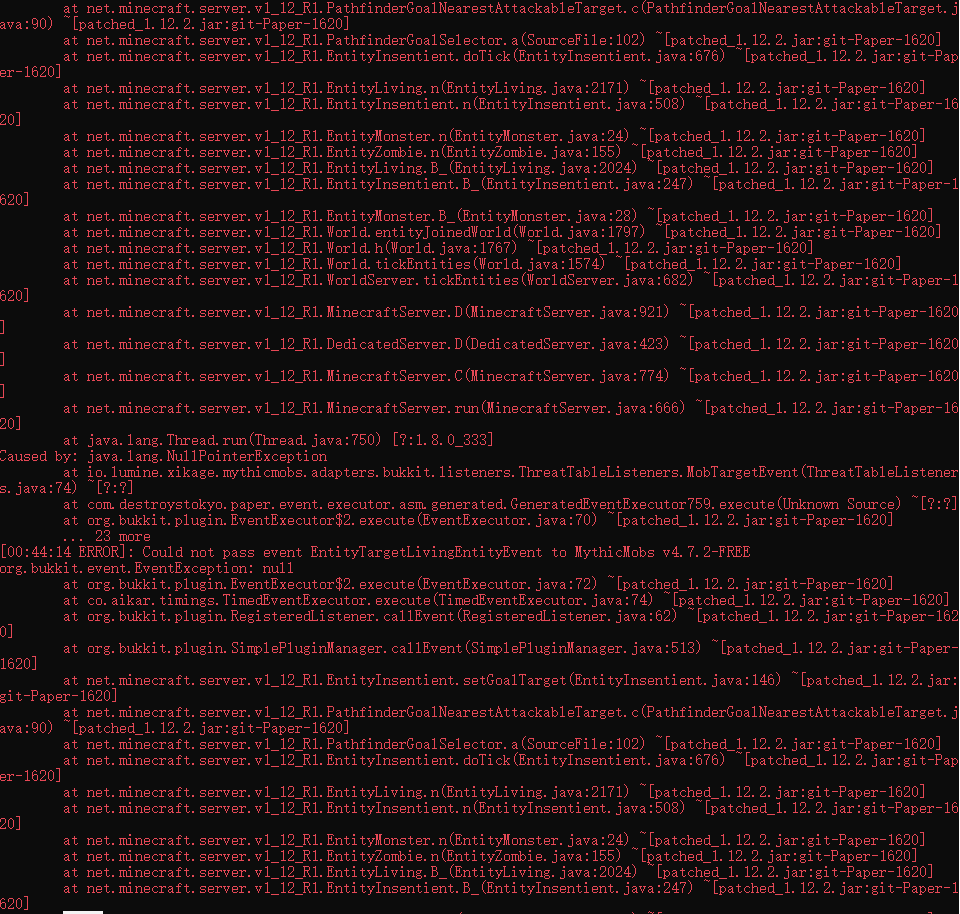 at net.minecraft.server.v1_12_R1.PathfinderGoalNearestAttackableTarget.c(PathfinderGoalNearestAttackableTarget.j
ava:90) ~[patched_1.12.2.jar:git-Paper-1620]
        at net.minecraft.server.v1_12_R1.PathfinderGoalSelector.a(SourceFile:102) ~[patched_1.12.2.jar:git-Paper-1620]
        at net.minecraft.server.v1_12_R1.EntityInsentient.doTick(EntityInsentient.java:676) ~[patched_1.12.2.jar:git-Pap
er-1620]
        at net.minecraft.server.v1_12_R1.EntityLiving.n(EntityLiving.java:2171) ~[patched_1.12.2.jar:git-Paper-1620]
        at net.minecraft.server.v1_12_R1.EntityInsentient.n(EntityInsentient.java:508) ~[patched_1.12.2.jar:git-Paper-16
20]
        at net.minecraft.server.v1_12_R1.EntityMonster.n(EntityMonster.java:24) ~[patched_1.12.2.jar:git-Paper-1620]
        at net.minecraft.server.v1_12_R1.EntityZombie.n(EntityZombie.java:155) ~[patched_1.12.2.jar:git-Paper-1620]
        at net.minecraft.server.v1_12_R1.EntityLiving.B_(EntityLiving.java:2024) ~[patched_1.12.2.jar:git-Paper-1620]
        at net.minecraft.server.v1_12_R1.EntityInsentient.B_(EntityInsentient.java:247) ~[patched_1.12.2.jar:git-Paper-1
620]
        at net.minecraft.server.v1_12_R1.EntityMonster.B_(EntityMonster.java:28) ~[patched_1.12.2.jar:git-Paper-1620]
        at net.minecraft.server.v1_12_R1.World.entityJoinedWorld(World.java:1797) ~[patched_1.12.2.jar:git-Paper-1620]
        at net.minecraft.server.v1_12_R1.World.h(World.java:1767) ~[patched_1.12.2.jar:git-Paper-1620]
        at net.minecraft.server.v1_12_R1.World.tickEntities(World.java:1574) ~[patched_1.12.2.jar:git-Paper-1620]
        at net.minecraft.server.v1_12_R1.WorldServer.tickEntities(WorldServer.java:682) ~[patched_1.12.2.jar:git-Paper-1
620]
        at net.minecraft.server.v1_12_R1.MinecraftServer.D(MinecraftServer.java:921) ~[patched_1.12.2.jar:git-Paper-1620
]
        at net.minecraft.server.v1_12_R1.DedicatedServer.D(DedicatedServer.java:423) ~[patched_1.12.2.jar:git-Paper-1620
]
        at net.minecraft.server.v1_12_R1.MinecraftServer.C(MinecraftServer.java:774) ~[patched_1.12.2.jar:git-Paper-1620
]
        at net.minecraft.server.v1_12_R1.MinecraftServer.run(MinecraftServer.java:666) ~[patched_1.12.2.jar:git-Paper-16
20]
        at java.lang.Thread.run(Thread.java:750) [?:1.8.0_333]
Caused by: java.lang.NullPointerException
        at io.lumine.xikage.mythicmobs.adapters.bukkit.listeners.ThreatTableListeners.MobTargetEvent(ThreatTableListener
s.java:74) ~[?:?]
        at com.destroystokyo.paper.event.executor.asm.generated.GeneratedEventExecutor759.execute(Unknown Source) ~[?:?]
        at org.bukkit.plugin.EventExecutor$2.execute(EventExecutor.java:70) ~[patched_1.12.2.jar:git-Paper-1620]
        ... 23 more
[00:44:14 ERROR]: Could not pass event EntityTargetLivingEntityEvent to MythicMobs v4.7.2-FREE
org.bukkit.event.EventException: null
        at org.bukkit.plugin.EventExecutor$2.execute(EventExecutor.java:72) ~[patched_1.12.2.jar:git-Paper-1620]
        at co.aikar.timings.TimedEventExecutor.execute(TimedEventExecutor.java:74) ~[patched_1.12.2.jar:git-Paper-1620]
        at org.bukkit.plugin.RegisteredListener.callEvent(RegisteredListener.java:62) ~[patched_1.12.2.jar:git-Paper-162
0]
        at org.bukkit.plugin.SimplePluginManager.callEvent(SimplePluginManager.java:513) ~[patched_1.12.2.jar:git-Paper-
1620]
        at net.minecraft.server.v1_12_R1.EntityInsentient.setGoalTarget(EntityInsentient.java:146) ~[patched_1.12.2.jar:
git-Paper-1620]
        at net.minecraft.server.v1_12_R1.PathfinderGoalNearestAttackableTarget.c(PathfinderGoalNearestAttackableTarget.j
ava:90) ~[patched_1.12.2.jar:git-Paper-1620]
        at net.minecraft.server.v1_12_R1.PathfinderGoalSelector.a(SourceFile:102) ~[patched_1.12.2.jar:git-Paper-1620]
        at net.minecraft.server.v1_12_R1.EntityInsentient.doTick(EntityInsentient.java:676) ~[patched_1.12.2.jar:git-Pap
er-1620]
        at net.minecraft.server.v1_12_R1.EntityLiving.n(EntityLiving.java:2171) ~[patched_1.12.2.jar:git-Paper-1620]
        at net.minecraft.server.v1_12_R1.EntityInsentient.n(EntityInsentient.java:508) ~[patched_1.12.2.jar:git-Paper-16
20]
        at net.minecraft.server.v1_12_R1.EntityMonster.n(EntityMonster.java:24) ~[patched_1.12.2.jar:git-Paper-1620]
        at net.minecraft.server.v1_12_R1.EntityZombie.n(EntityZombie.java:155) ~[patched_1.12.2.jar:git-Paper-1620]
        at net.minecraft.server.v1_12_R1.EntityLiving.B_(EntityLiving.java:2024) ~[patched_1.12.2.jar:git-Paper-1620]
        at net.minecraft.server.v1_12_R1.EntityInsentient.B_(EntityInsentient.java:247) ~[patched_1.12.2.jar:git-Paper-1
620]